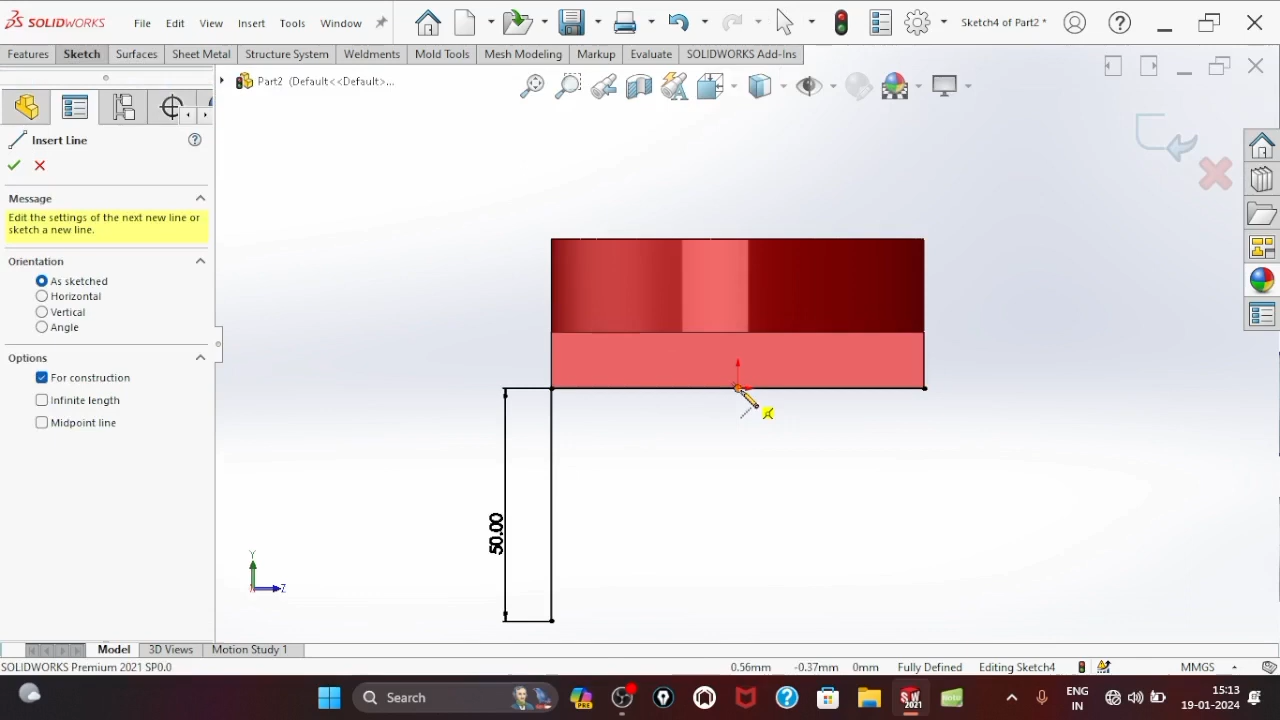 SOLIDWORKS File Edit View Insert Tools Window Sketch4 of Part2 *
Features Sketch Surfaces Sheet Metal Structure System Weldments Mold Tools Mesh Modeling Markup Evaluate SOLIDWORKS Add-Ins
Part2 (Default<<Default>...
Insert Line
Message
Edit the settings of the next new line or
sketch a new line.
Orientation
As sketched
Horizontal
Vertical
Angle
Options
For construction
Infinite length
Midpoint line
50.00
Y
Z
Model 3D Views Motion Study 1
SOLIDWORKS Premium 2021 SP0.0 0.56mm -0.37mm 0mm Fully Defined Editing Sketch4 MMGS
Search
PRE
SW
2021
ENG
IN
15:13
19-01-2024